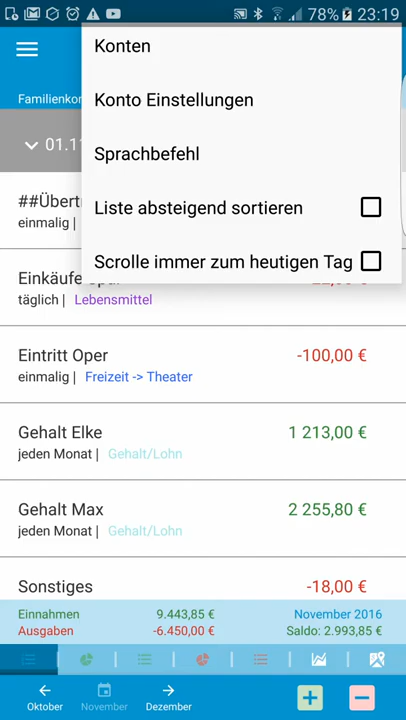 78% 23:19
Konten
Konto Einstellungen
Sprachbefehl
Liste absteigend sortieren
Scrolle immer zum heutigen Tag
##Übertr
einmalig |
täglich | Lebensmittel
Eintritt Oper -100,00 €
einmalig | Freizeit -> Theater
Gehalt Elke 1 213,00 €
jeden Monat | Gehalt/Lohn
Gehalt Max 2 255,80 €
jeden Monat | Gehalt/Lohn
Sonstiges -18,00 €
Einnahmen 9.443,85 € November 2016
Ausgaben -6.450,00 € Saldo: 2.993,85 €
Oktober November Dezember